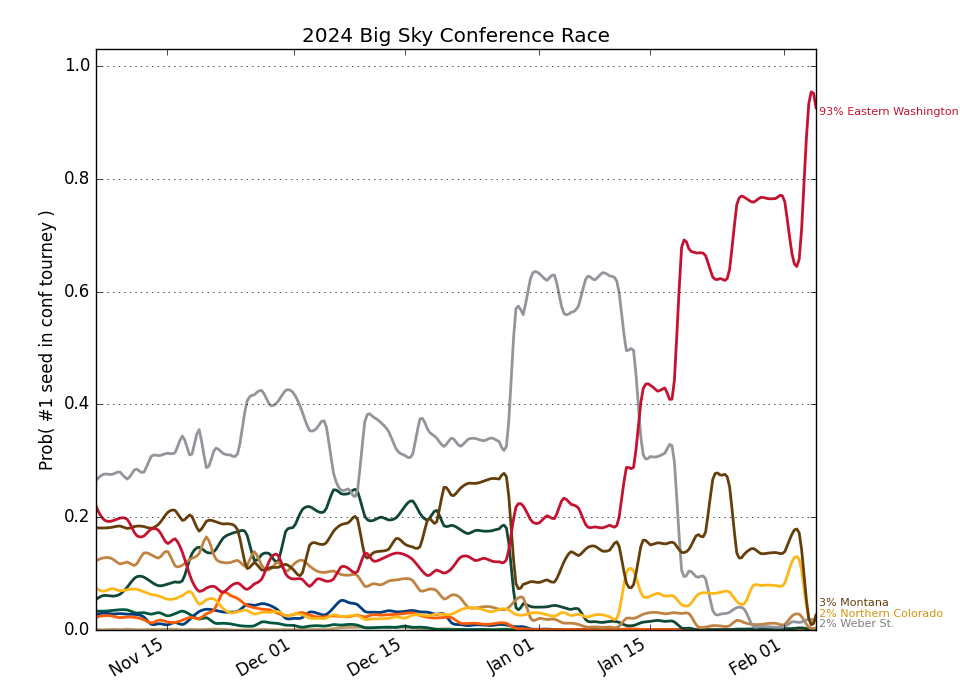 2024 Big Sky Conference Race
Prob( #1 seed in conf tourney )
1.0
0.8
0.6
0.4
0.2
0.0
93% Eastern Washington
3% Montana
2% Northern Colorado
2% Weber St.
Nov 15
Dec 01
Dec 15
Jan 01
Jan 15
Feb 01